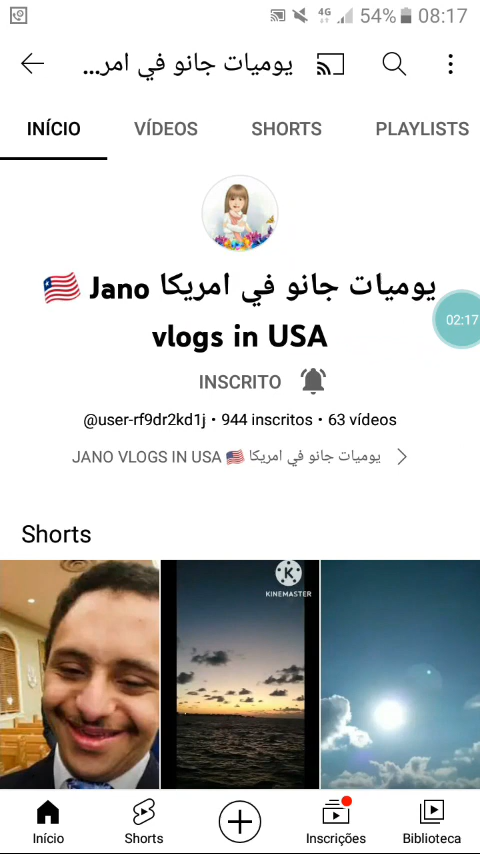 4G 54% 08:17
يوميات جانو في امر...
INÍCIO VÍDEOS SHORTS PLAYLISTS
يوميات جانو في امريكا 🇺🇸 Jano
vlogs in USA
02:17
INSCRITO
@user-rf9dr2kd1j • 944 inscritos • 63 vídeos
JANO VLOGS IN USA 🇺🇸 يوميات جانو في امريكا
Shorts
K
KINEMASTER
Início Shorts Inscrições Biblioteca